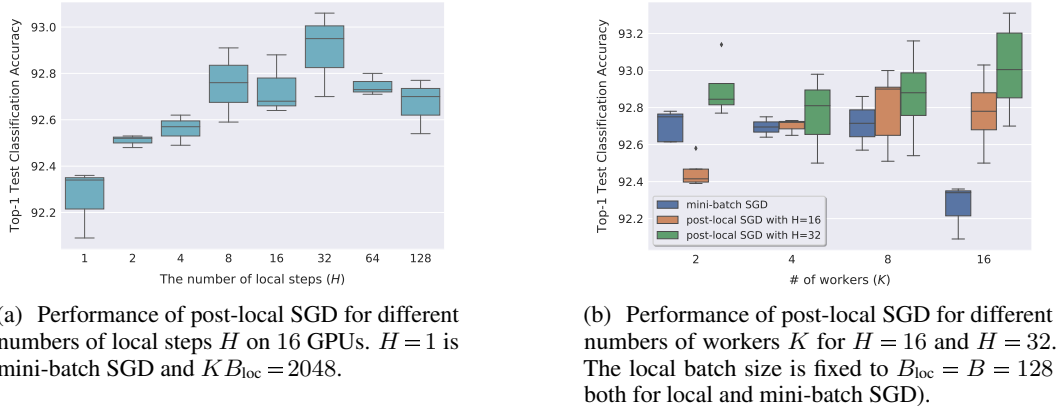 93.0
92.8
92.6
92.4
92.2
Top-1 Test Classification Accuracy
1 2 4 8 16 32 64 128
The number of local steps (H)
(a) Performance of post-local SGD for different
numbers of local steps H on 16 GPUs. H = 1 is
mini-batch SGD and KB_loc = 2048.
93.2
93.0
92.8
92.6
92.4
92.2
Top-1 Test Classification Accuracy
mini-batch SGD
post-local SGD with H=16
post-local SGD with H=32
2 4 8 16
# of workers (K)
(b) Performance of post-local SGD for different
numbers of workers K for H = 16 and H = 32.
The local batch size is fixed to B_loc = B = 128
both for local and mini-batch SGD).